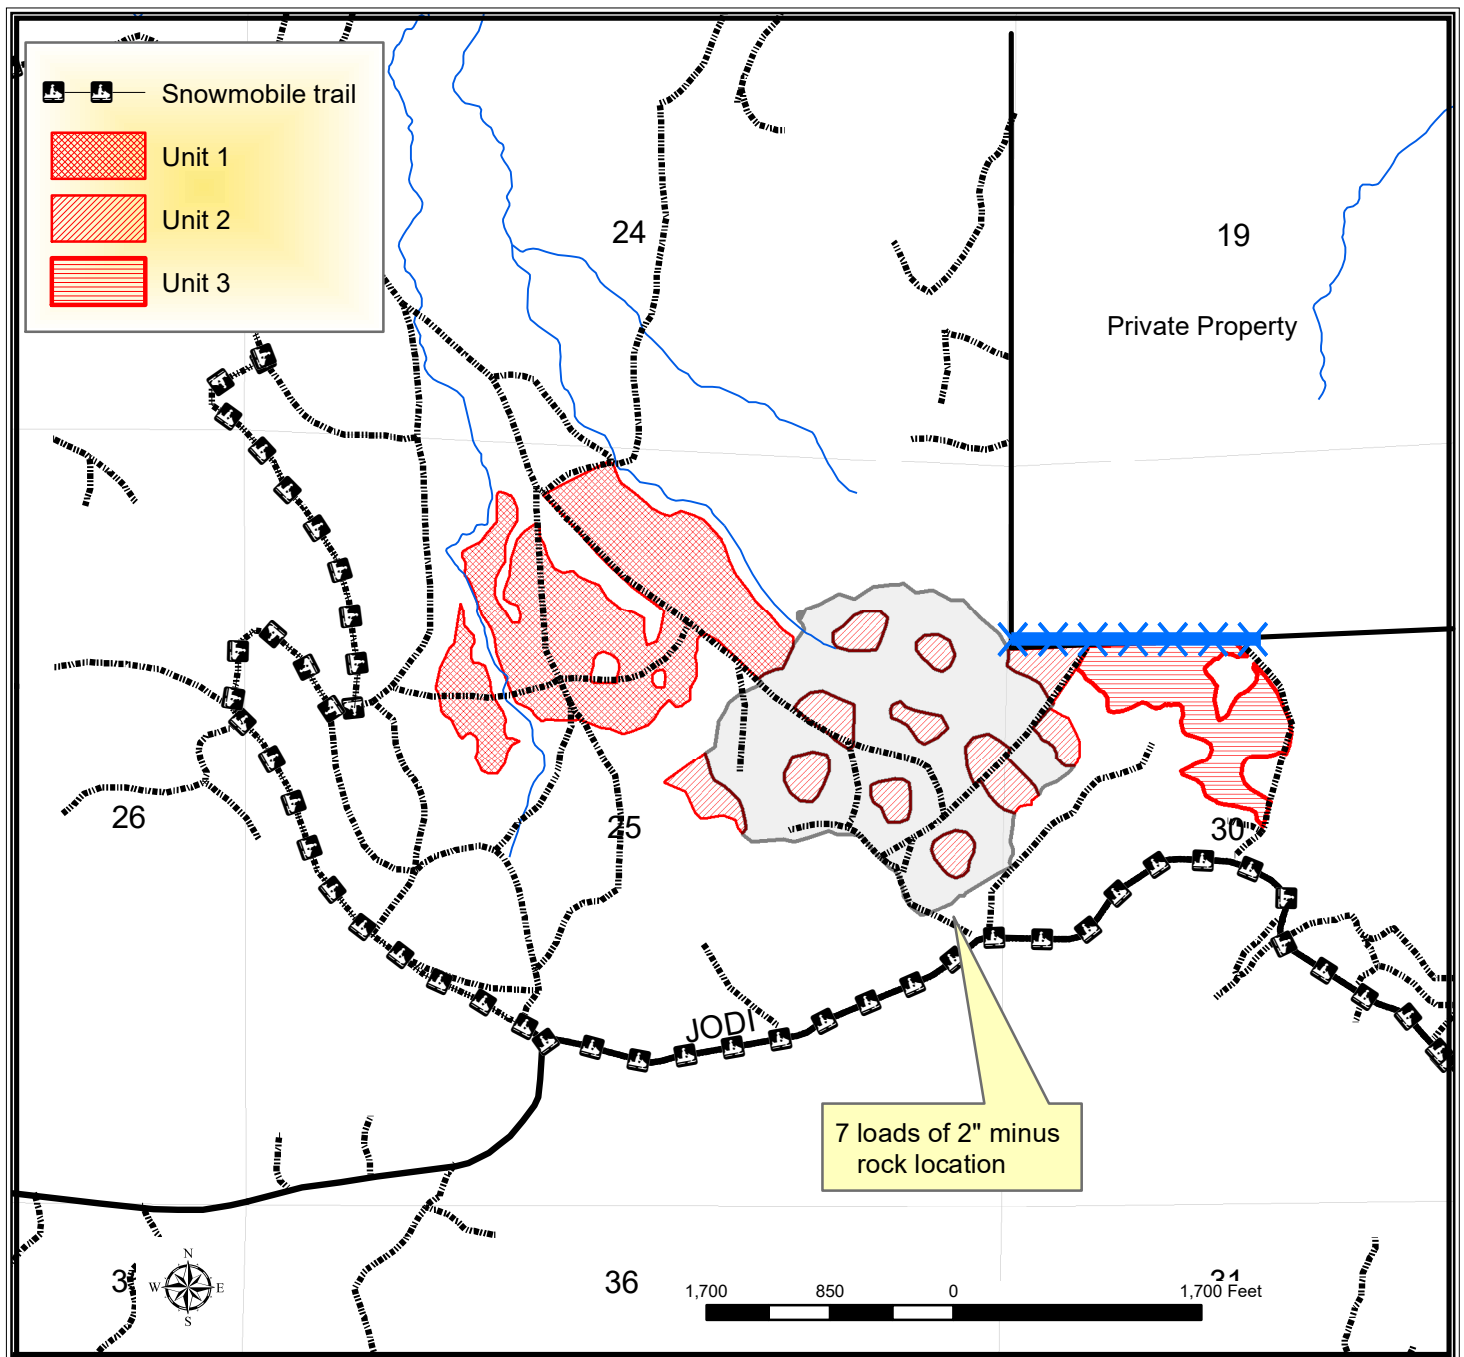 Snowmobile trail
Unit 1
Unit 2
Unit 3
24
19
Private Property
26
25
30
JODI
7 loads of 2" minus
rock location
N
W
E
S
36
31
1,700
850
0
1,700 Feet